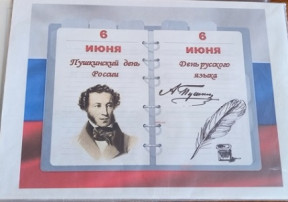 6
ИЮНЯ
Пушкинский день
России
6
ИЮНЯ
День русского
языка
А. Пушкин